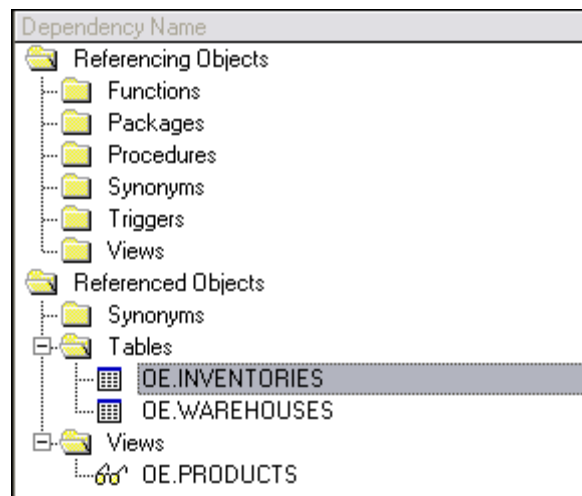 Dependency Name
Referencing Objects
Functions
Packages
Procedures
Synonyms
Triggers
Views
Referenced Objects
Synonyms
Tables
OE.INVENTORIES
OE.WAREHOUSES
Views
OE.PRODUCTS